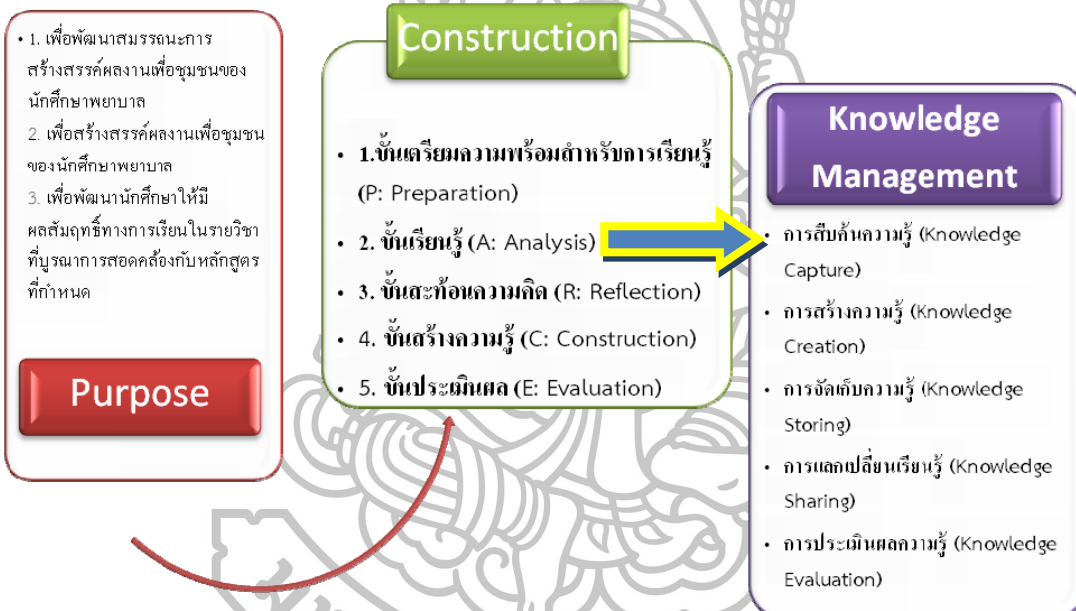 • 1. เพื่อพัฒนาสมรรถนะการ
สร้างสรรค์ผลงานเพื่อชุมชนของ
นักศึกษาพยาบาล
2. เพื่อสร้างสรรค์ผลงานเพื่อชุมชน
ของนักศึกษาพยาบาล
3. เพื่อพัฒนานักศึกษาให้มี
ผลสัมฤทธิ์ทางการเรียนในรายวิชา
ที่บูรณาการสอดคล้องกับหลักสูตร
ที่กำหนด
Purpose
Construction
• 1.ขั้นเตรียมความพร้อมสำหรับการเรียนรู้
(P: Preparation)
• 2. ขั้นเรียนรู้ (A: Analysis)
• 3. ขั้นสะท้อนความคิด (R: Reflection)
• 4. ขั้นสร้างความรู้ (C: Construction)
• 5. ขั้นประเมินผล (E: Evaluation)
Knowledge
Management
• การสืบค้นความรู้ (Knowledge
Capture)
• การสร้างความรู้ (Knowledge
Creation)
• การจัดเก็บความรู้ (Knowledge
Storing)
• การแลกเปลี่ยนเรียนรู้ (Knowledge
Sharing)
• การประเมินผลความรู้ (Knowledge
Evaluation)